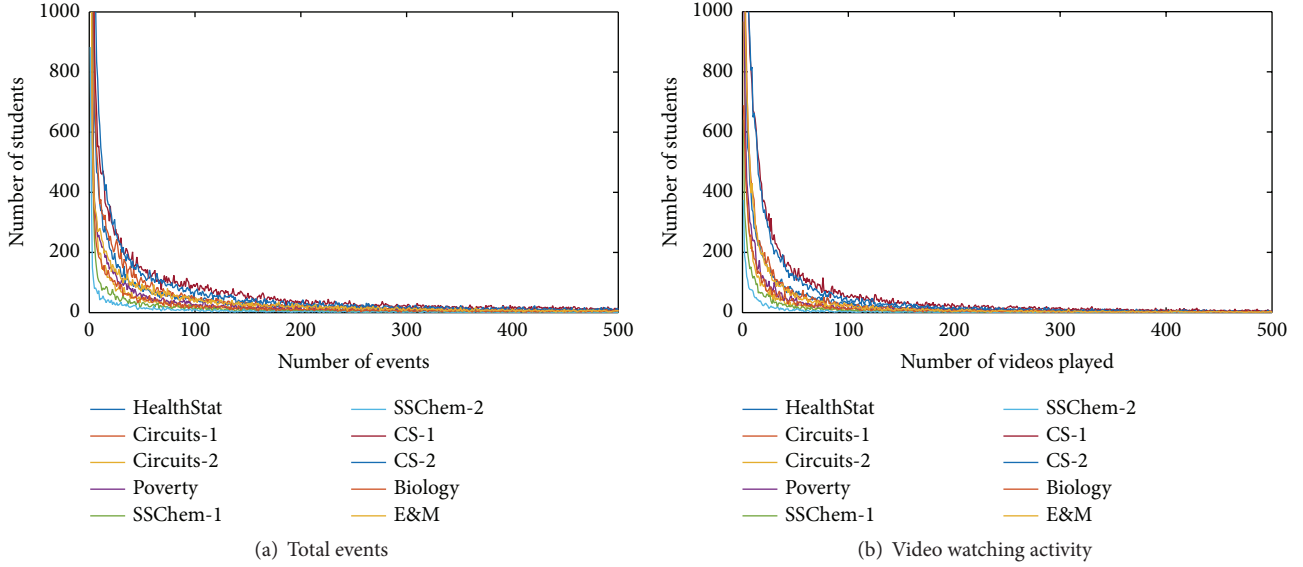 1000
800
600
400
200
0
Number of students
0 100 200 300 400 500
Number of events
HealthStat
Circuits-1
Circuits-2
Poverty
SSChem-1
SSChem-2
CS-1
CS-2
Biology
E&M
(a) Total events
1000
800
600
400
200
0
Number of students
0 100 200 300 400 500
Number of videos played
HealthStat
Circuits-1
Circuits-2
Poverty
SSChem-1
SSChem-2
CS-1
CS-2
Biology
E&M
(b) Video watching activity